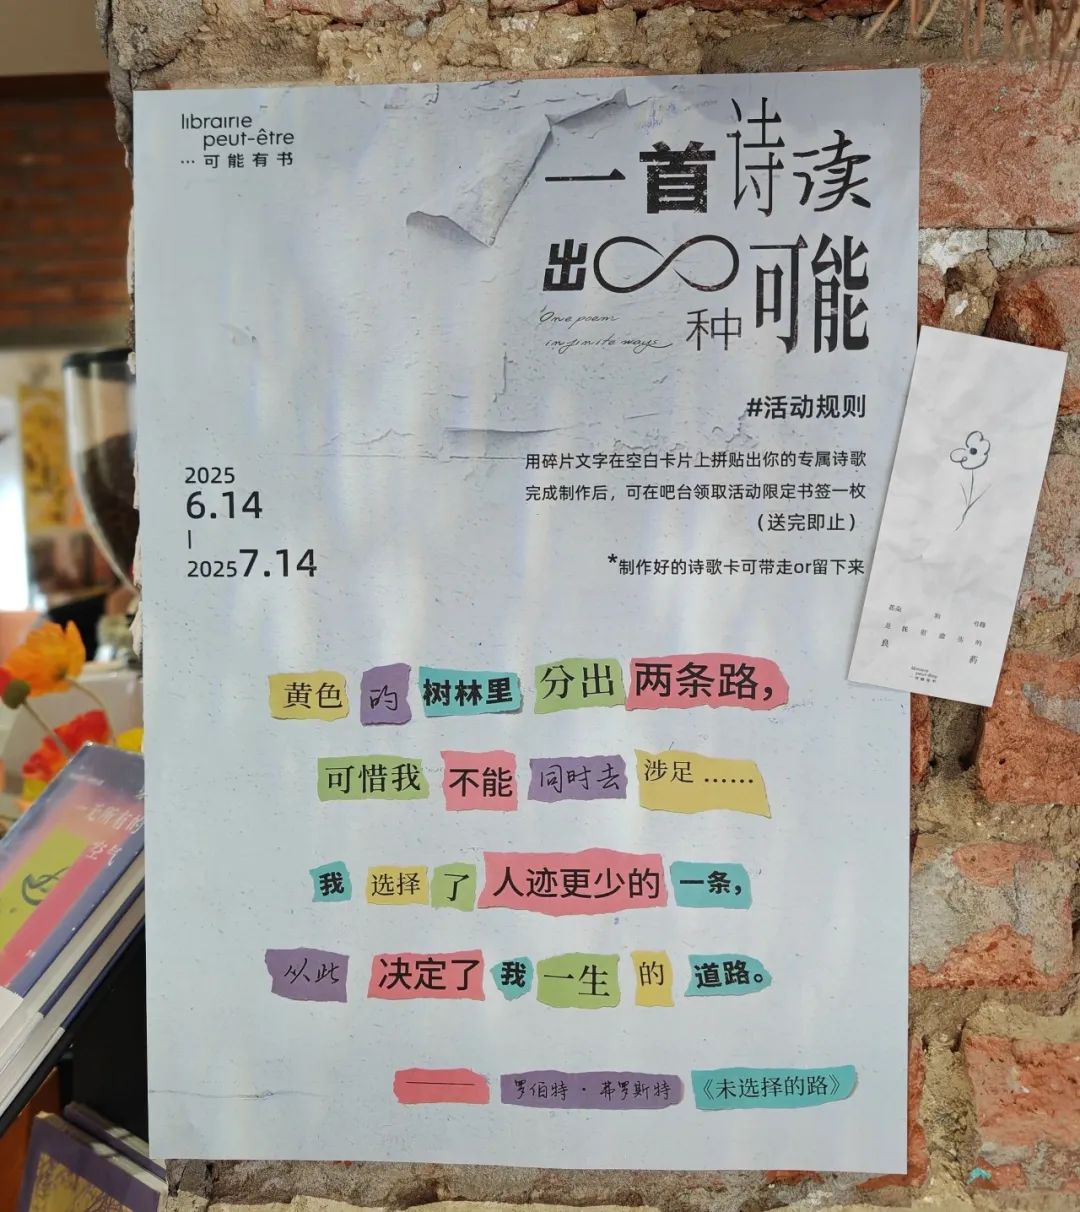 librairie
peut-être
…可能有书
一首诗读
出∞种可能
One poem
infinite ways
#活动规则
用碎片文字在空白卡片上拼贴出你的专属诗歌
完成制作后，可在吧台领取活动限定书签一枚
（送完即止）
*制作好的诗歌卡可带走or留下来
2025
6.14
|
2025 7.14
黄色 的 树林里 分出 两条路，
可惜我 不能 同时去 涉足……
我 选择 了 人迹更少的 一条，
从此 决定了 我 一生 的 道路。
—— 罗伯特·弗罗斯特 《未选择的路》
一无所有的
空气